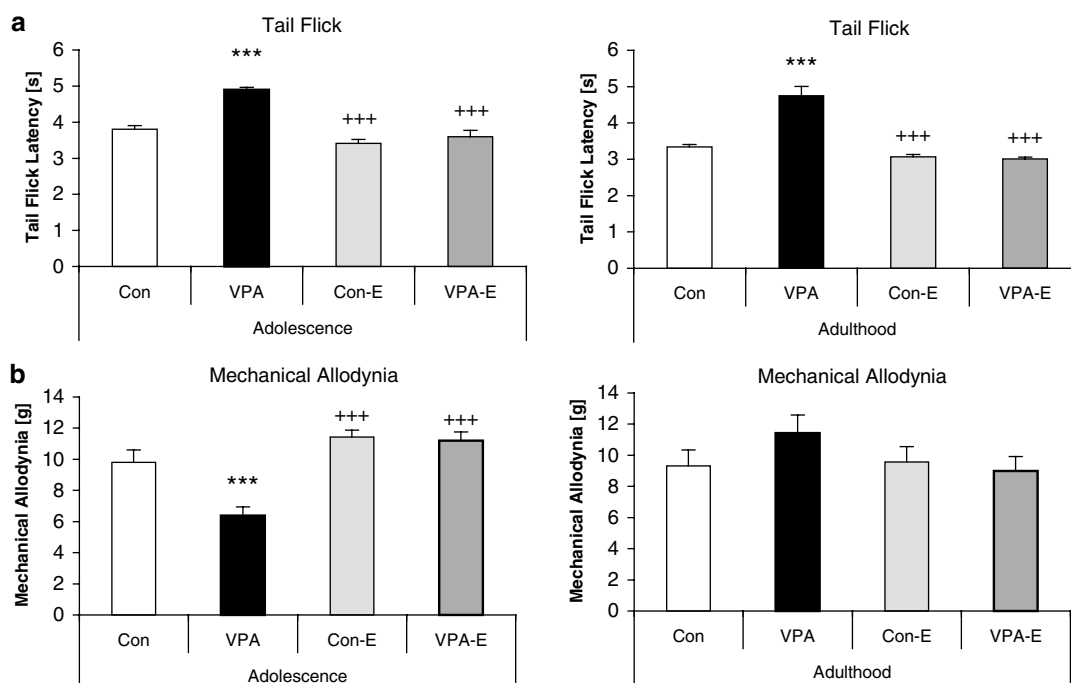 a
Tail Flick
Tail Flick Latency [s]
6
5
4
3
2
1
0
***
+++
+++
Con
VPA
Con-E
VPA-E
Adolescence
Tail Flick
Tail Flick Latency [s]
6
5
4
3
2
1
0
***
+++
+++
Con
VPA
Con-E
VPA-E
Adulthood
b
Mechanical Allodynia
Mechanical Allodynia [g]
14
12
10
8
6
4
2
0
***
+++
+++
Con
VPA
Con-E
VPA-E
Adolescence
Mechanical Allodynia
Mechanical Allodynia [g]
14
12
10
8
6
4
2
0
Con
VPA
Con-E
VPA-E
Adulthood